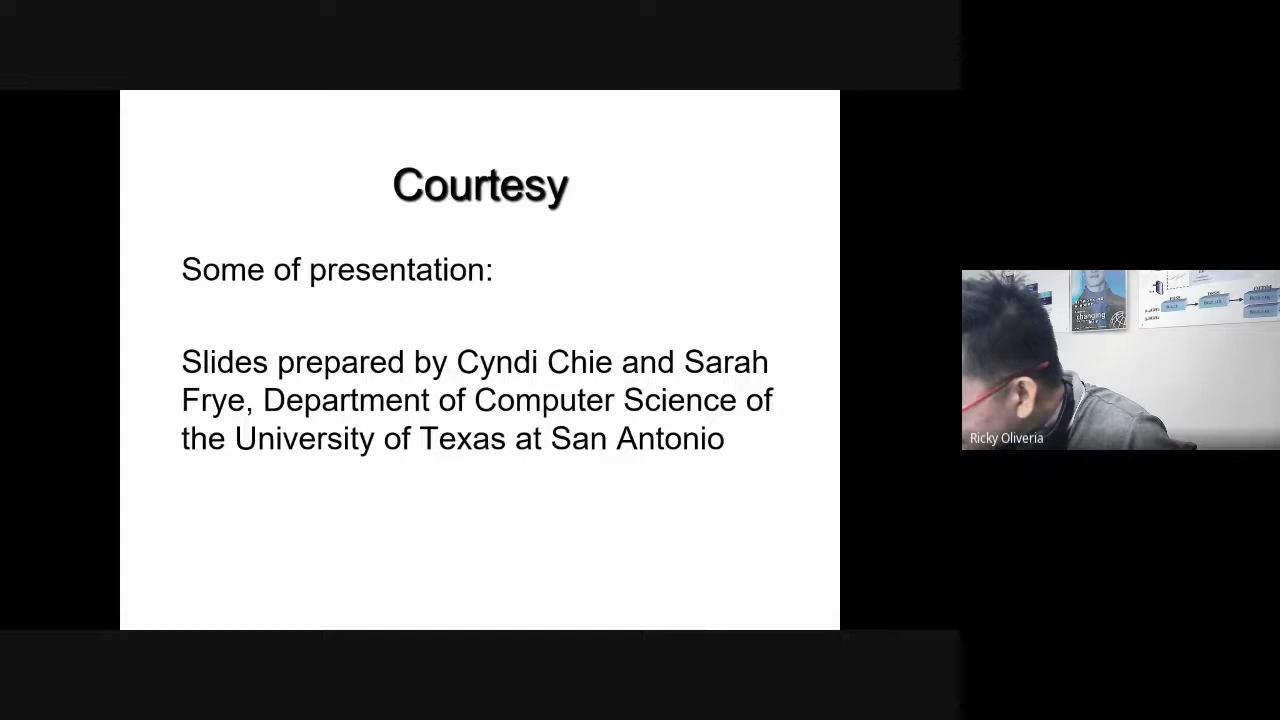 Courtesy
Some of presentation:
Slides prepared by Cyndi Chie and Sarah
Frye, Department of Computer Science of
the University of Texas at San Antonio
changing
Ricky Oliveria